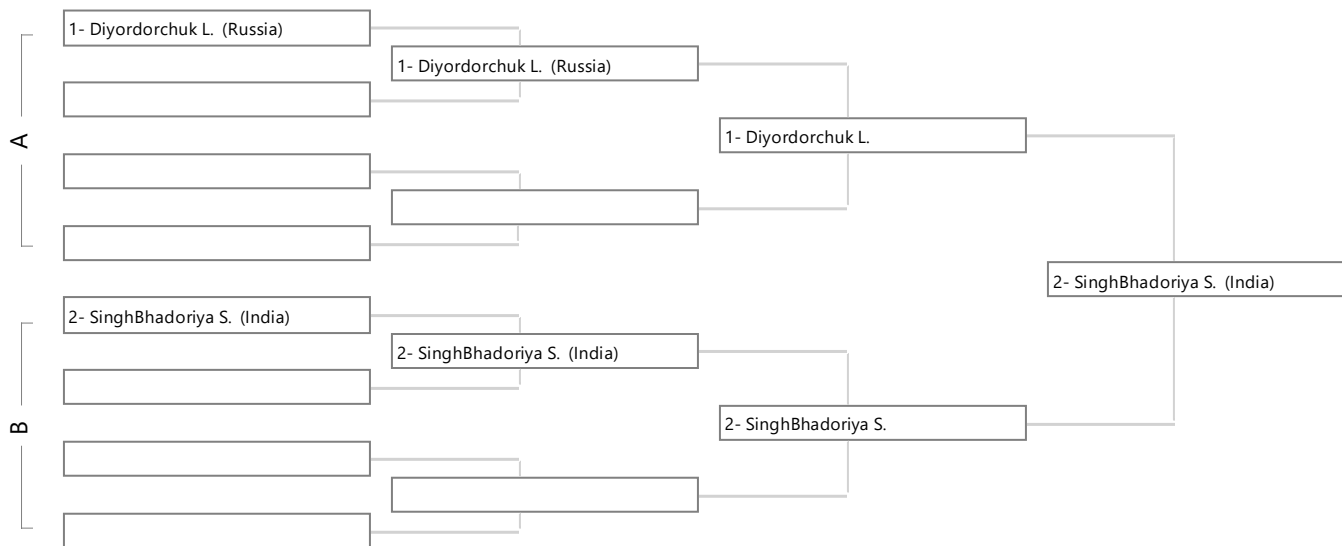 1- Diyordorchuk L. (Russia)
1- Diyordorchuk L. (Russia)
A
1- Diyordorchuk L.
2- SinghBhadoriya S. (India)
2- SinghBhadoriya S. (India)
2- SinghBhadoriya S. (India)
B
2- SinghBhadoriya S.